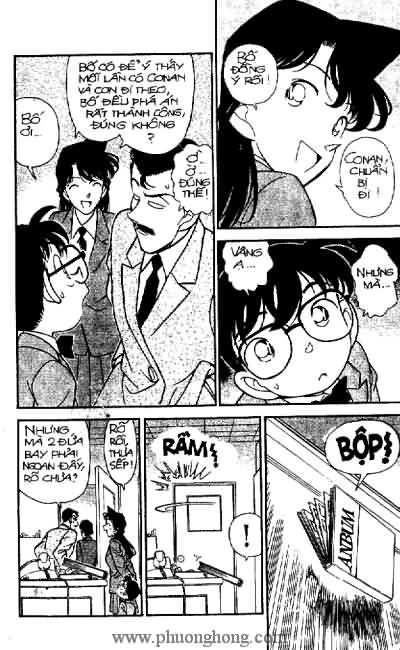 BỐ
ƠI...
BỐ CÓ ĐỂ Ý THẤY
MỖI LẦN CÓ CONAN
VÀ CON ĐI THEO,
BỐ ĐỀU PHÁ ÁN
RẤT THÀNH CÔNG,
ĐÚNG KHÔNG
?
Ơ...
Ờ...
ĐÚNG
THẾ!
BỐ
ĐỒNG
Ý RỒI!
CONAN,
CHUẨN
BỊ
ĐI!
VÂNG
Ạ...
NHƯNG
MÀ...
NHƯNG
MÀ 2 ĐỨA
BAY PHẢI
NGOAN ĐẤY,
RÕ CHƯA?
RÕ
RỒI,
THƯA
SẾP!
RẦM!
!
BỘP!
ANBUM
www.phuonghong.com